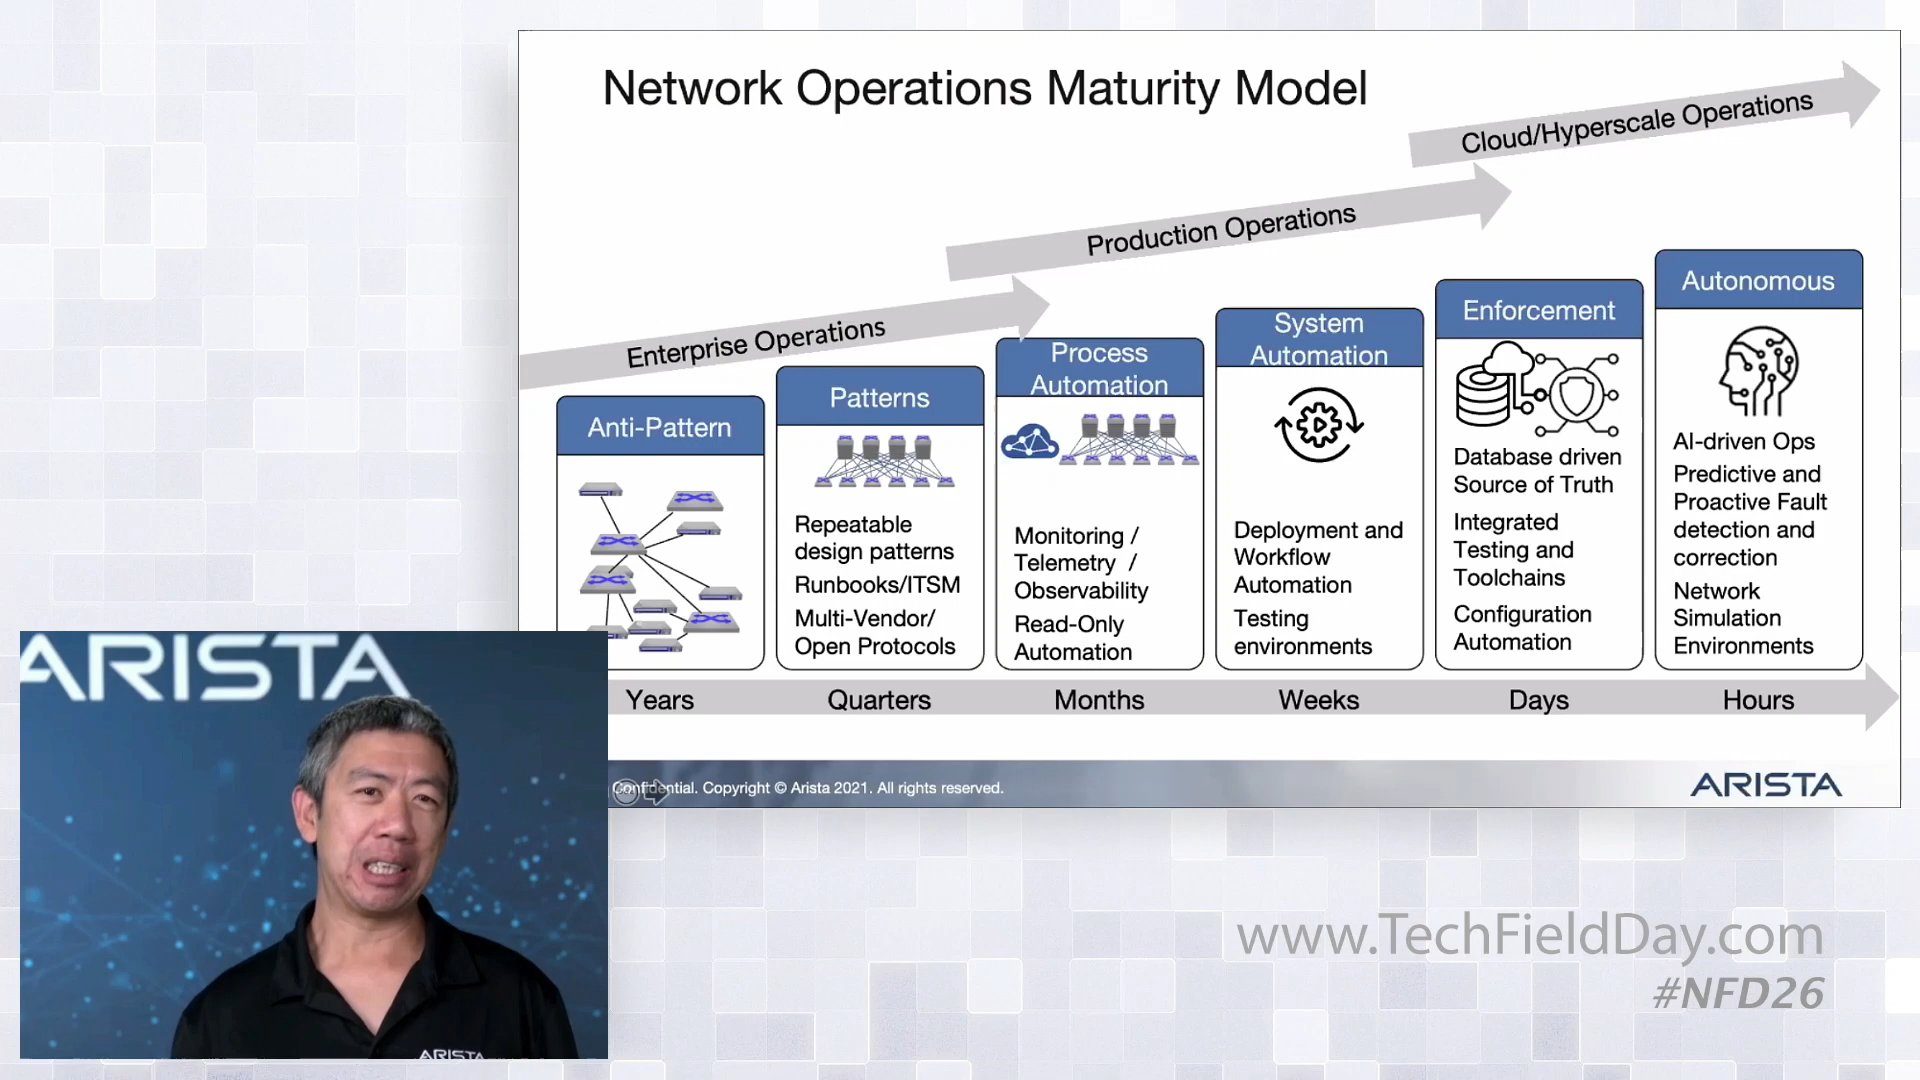 Network Operations Maturity Model
Cloud/Hyperscale Operations
Production Operations
Enterprise Operations
Anti-Pattern
Patterns
Repeatable
design patterns
Runbooks/ITSM
Multi-Vendor/
Open Protocols
Process
Automation
Monitoring /
Telemetry /
Observability
Read-Only
Automation
System
Automation
Deployment and
Workflow
Automation
Testing
environments
Enforcement
Database driven
Source of Truth
Integrated
Testing and
Toolchains
Configuration
Automation
Autonomous
AI-driven Ops
Predictive and
Proactive Fault
detection and
correction
Network
Simulation
Environments
Years
Quarters
Months
Weeks
Days
Hours
Confidential. Copyright © Arista 2021. All rights reserved.
ARISTA
ARISTA
ARISTA
www.TechFieldDay.com
#NFD26